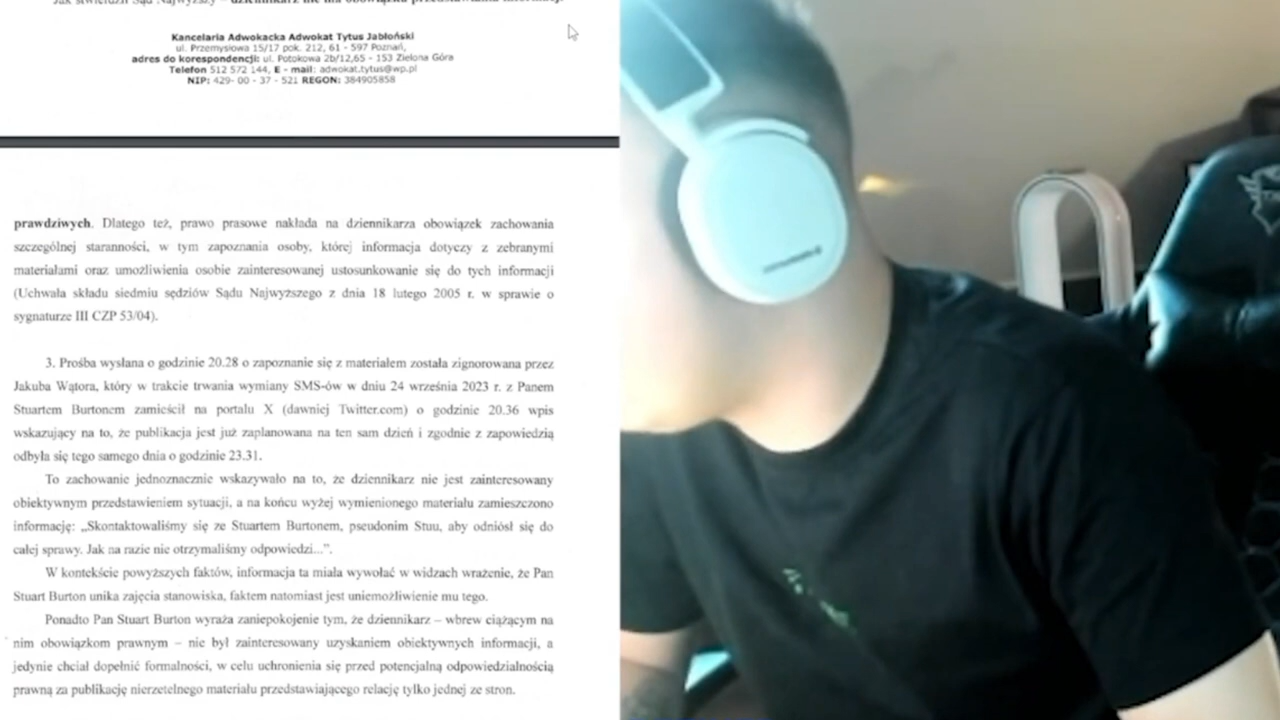 Jak stwierdził Sąd Najwyższy – dziennikarz nie ma obowiązku przedstawiania informacji
Kancelaria Adwokacka Adwokat Tytus Jabłoński
ul. Przemysłowa 15/17 pok. 212, 61 - 597 Poznań,
adres do korespondencji: ul. Potokowa 2b/12,65 - 153 Zielona Góra
Telefon 512 572 144, E - mail: adwokat.tytus@wp.pl
NIP: 429- 00 - 37 - 521 REGON: 384905858
prawdziwych. Dlatego też, prawo prasowe nakłada na dziennikarza obowiązek zachowania
szczególnej staranności, w tym zapoznania osoby, której informacja dotyczy z zebranymi
materiałami oraz umożliwienia osobie zainteresowanej ustosunkowanie się do tych informacji
(Uchwała składu siedmiu sędziów Sądu Najwyższego z dnia 18 lutego 2005 r. w sprawie o
sygnaturze III CZP 53/04).
3. Prośba wysłana o godzinie 20.28 o zapoznanie się z materiałem została zignorowana przez
Jakuba Wątora, który w trakcie trwania wymiany SMS-ów w dniu 24 września 2023 r. z Panem
Stuartem Burtonem zamieścił na portalu X (dawniej Twitter.com) o godzinie 20.36 wpis
wskazujący na to, że publikacja jest już zaplanowana na ten sam dzień i zgodnie z zapowiedzią
odbyła się tego samego dnia o godzinie 23.31.
To zachowanie jednoznacznie wskazywało na to, że dziennikarz nie jest zainteresowany
obiektywnym przedstawieniem sytuacji, a na końcu wyżej wymienionego materiału zamieszczono
informację: „Skontaktowaliśmy się ze Stuartem Burtonem, pseudonim Stuu, aby odniósł się do
całej sprawy. Jak na razie nie otrzymaliśmy odpowiedzi...”.
W kontekście powyższych faktów, informacja ta miała wywołać w widzach wrażenie, że Pan
Stuart Burton unika zajęcia stanowiska, faktem natomiast jest uniemożliwienie mu tego.
Ponadto Pan Stuart Burton wyraża zaniepokojenie tym, że dziennikarz – wbrew ciążącym na
nim obowiązkom prawnym – nie był zainteresowany uzyskaniem obiektywnych informacji, a
jedynie chciał dopełnić formalności, w celu uchronienia się przed potencjalną odpowiedzialnością
prawną za publikację nierzetelnego materiału przedstawiającego relację tylko jednej ze stron.